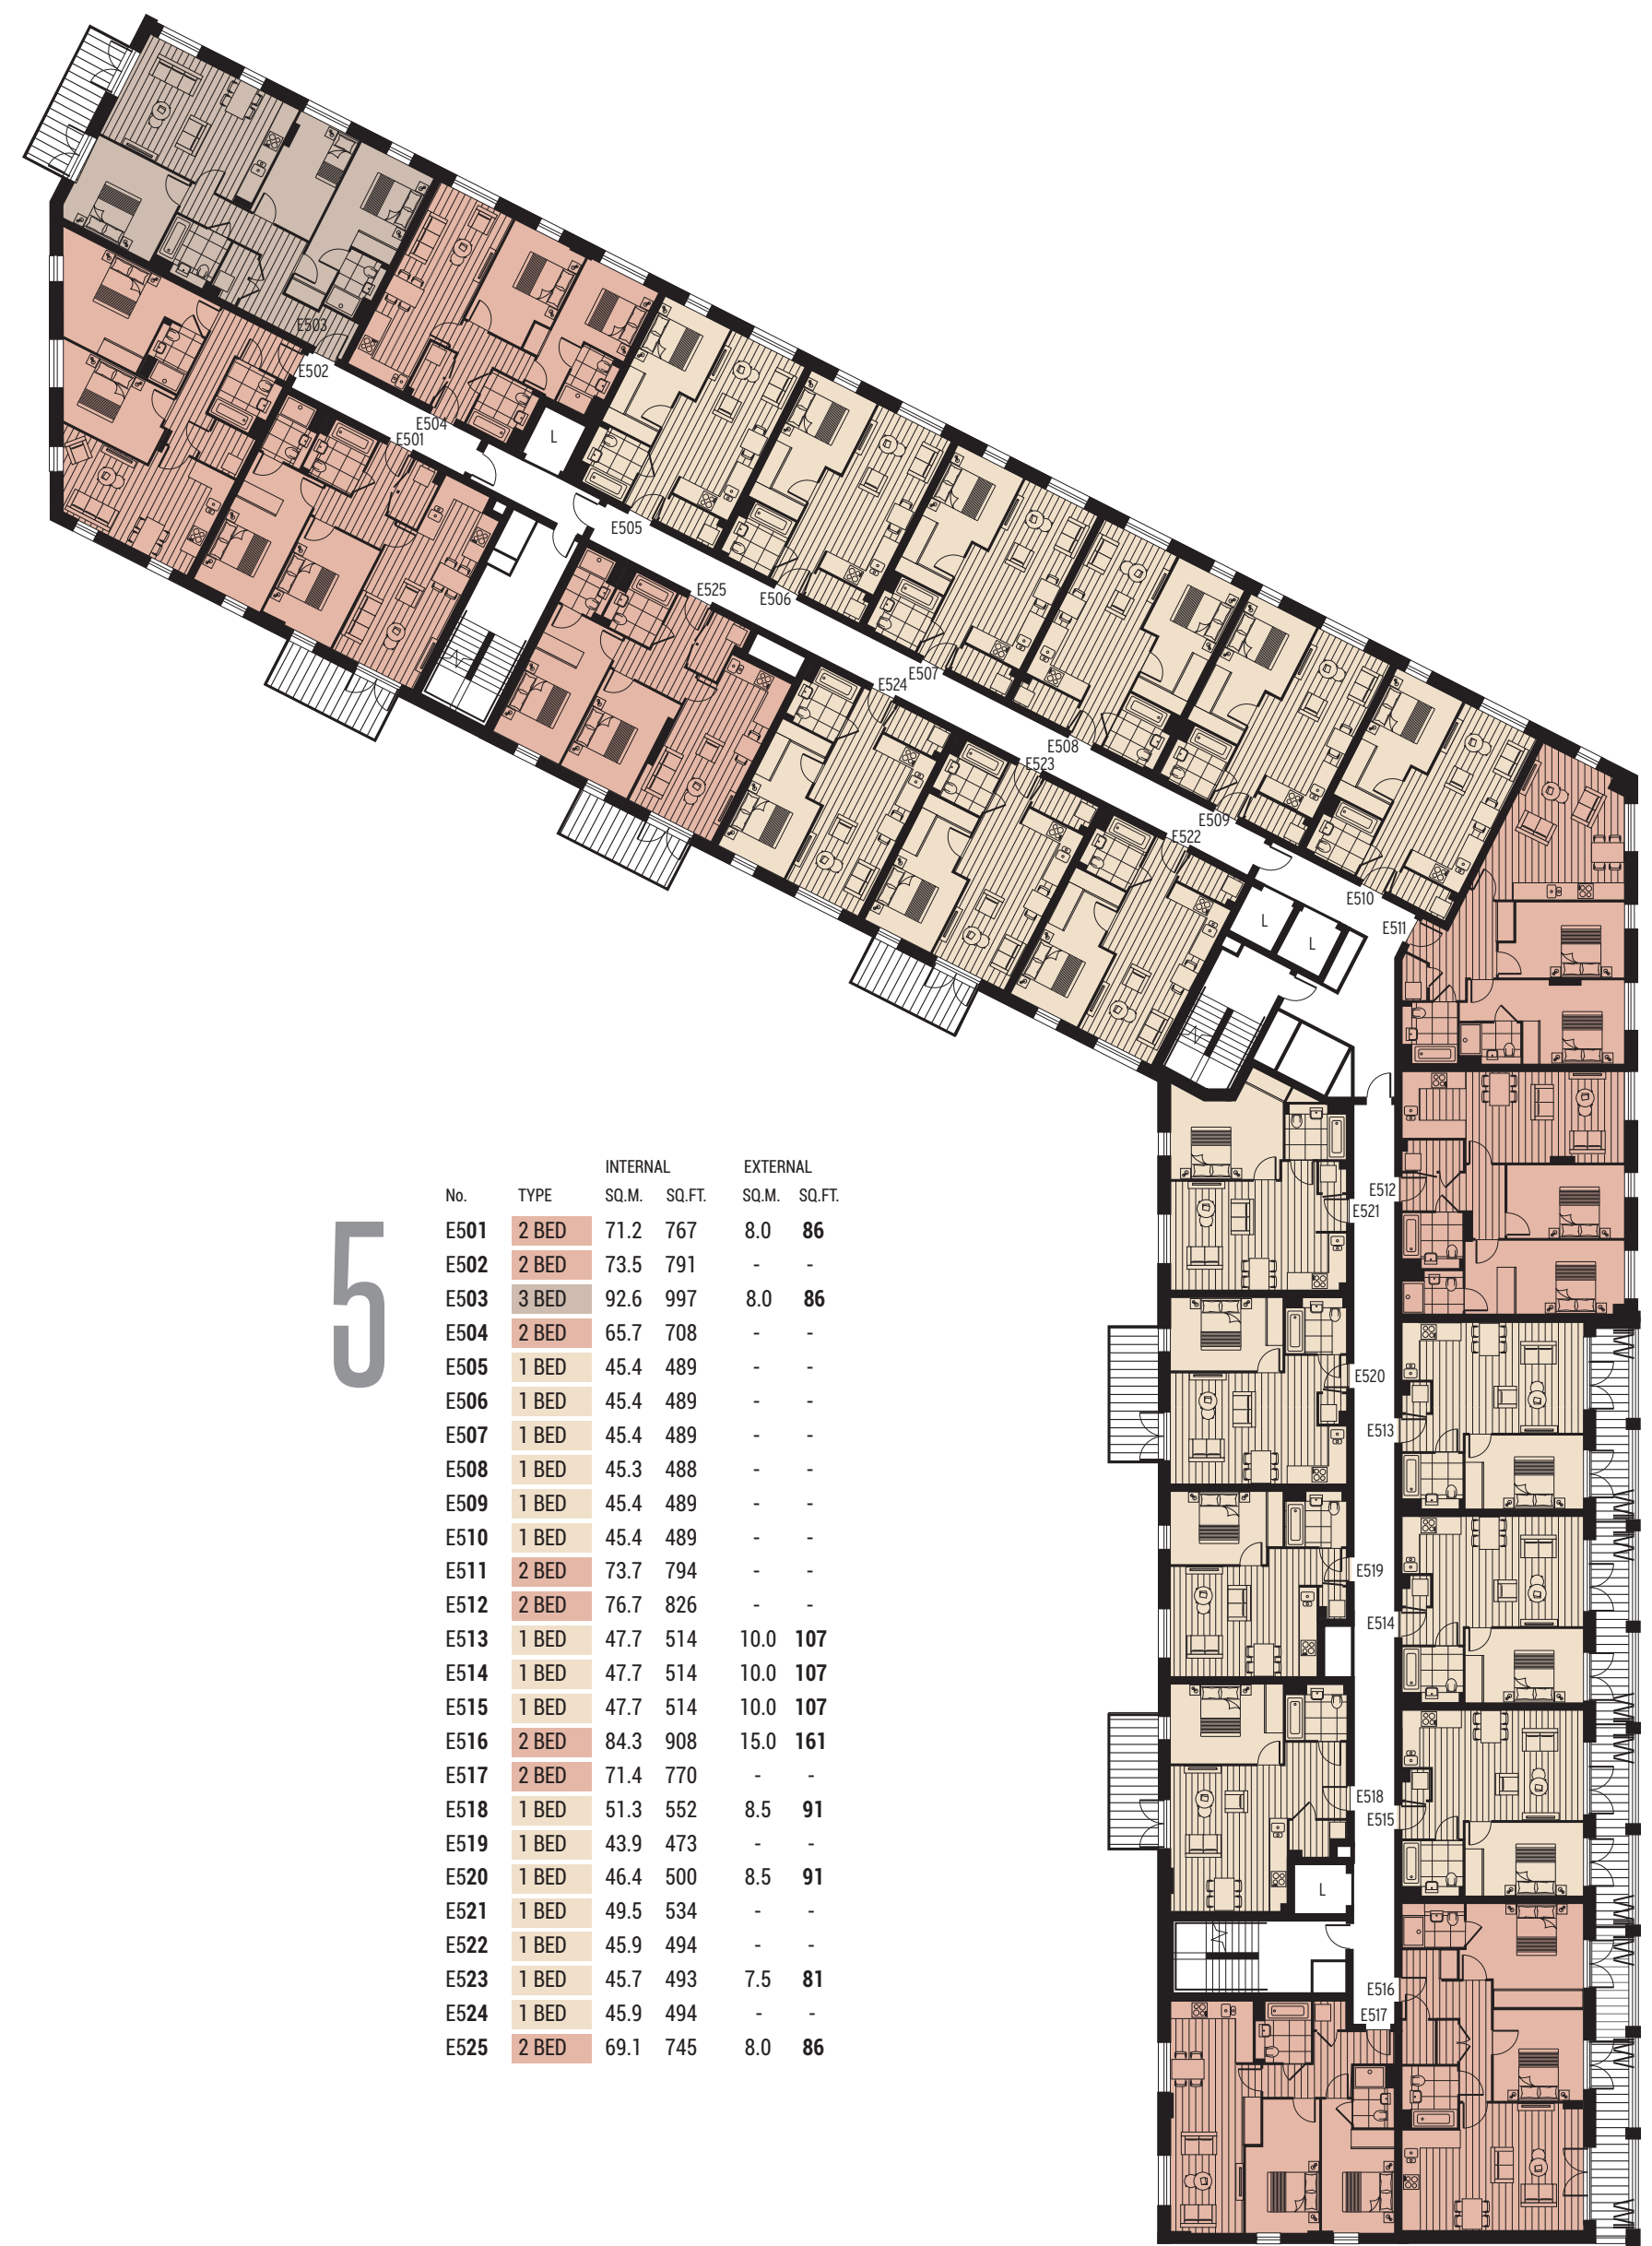 E503
E502
E504
E501
L
E505
E525
E506
E507
E524
E508
E523
E509
E522
E510
E511
L
L
E512
E521
E520
E513
E519
E514
E518
E515
L
E516
E517
5
INTERNAL EXTERNAL
No. TYPE SQ.M. SQ.FT. SQ.M. SQ.FT.
E501 2 BED 71.2 767 8.0 86
E502 2 BED 73.5 791 - -
E503 3 BED 92.6 997 8.0 86
E504 2 BED 65.7 708 - -
E505 1 BED 45.4 489 - -
E506 1 BED 45.4 489 - -
E507 1 BED 45.4 489 - -
E508 1 BED 45.3 488 - -
E509 1 BED 45.4 489 - -
E510 1 BED 45.4 489 - -
E511 2 BED 73.7 794 - -
E512 2 BED 76.7 826 - -
E513 1 BED 47.7 514 10.0 107
E514 1 BED 47.7 514 10.0 107
E515 1 BED 47.7 514 10.0 107
E516 2 BED 84.3 908 15.0 161
E517 2 BED 71.4 770 - -
E518 1 BED 51.3 552 8.5 91
E519 1 BED 43.9 473 - -
E520 1 BED 46.4 500 8.5 91
E521 1 BED 49.5 534 - -
E522 1 BED 45.9 494 - -
E523 1 BED 45.7 493 7.5 81
E524 1 BED 45.9 494 - -
E525 2 BED 69.1 745 8.0 86